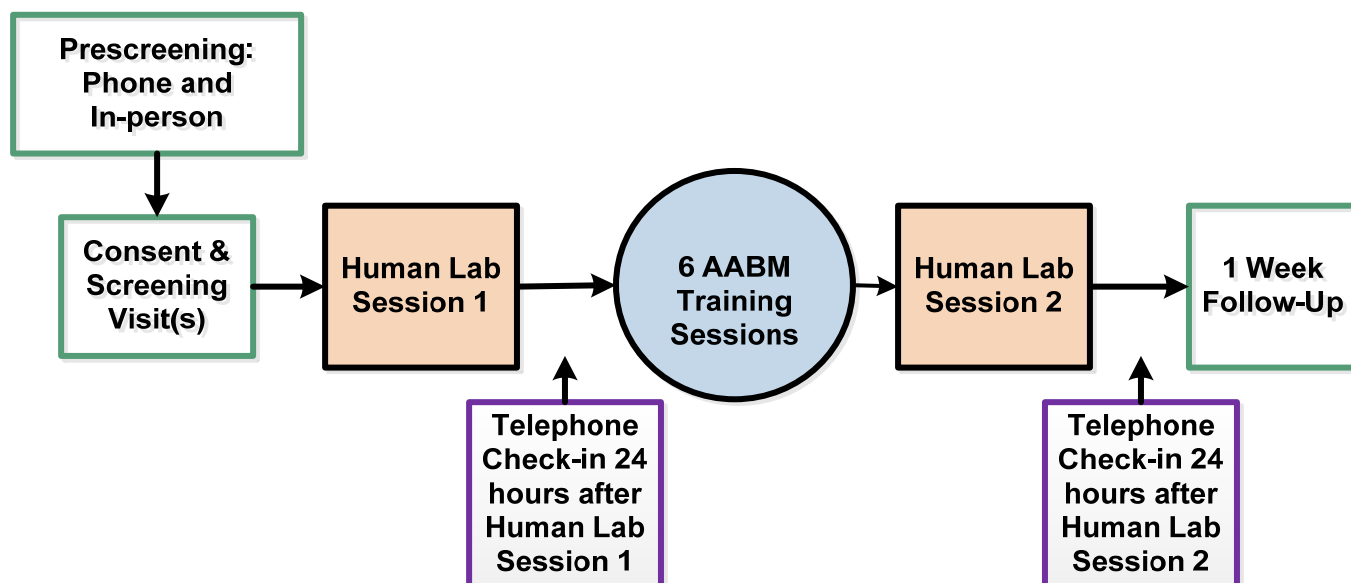 Prescreening:
Phone and
In-person
Consent &
Screening
Visit(s)
Human Lab
Session 1
6 AABM
Training
Sessions
Human Lab
Session 2
1 Week
Follow-Up
Telephone
Check-in 24
hours after
Human Lab
Session 1
Telephone
Check-in 24
hours after
Human Lab
Session 2